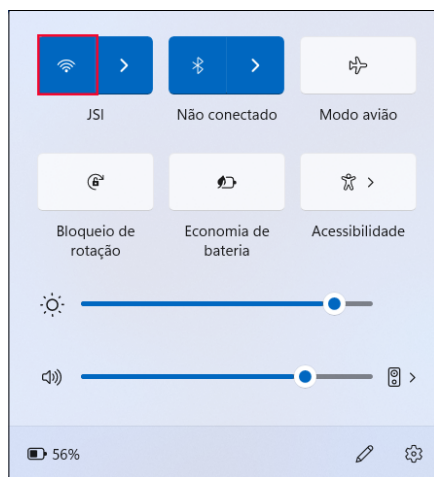 JSI
Não conectado
Modo avião
Bloqueio de
rotação
Economia de
bateria
Acessibilidade
56%